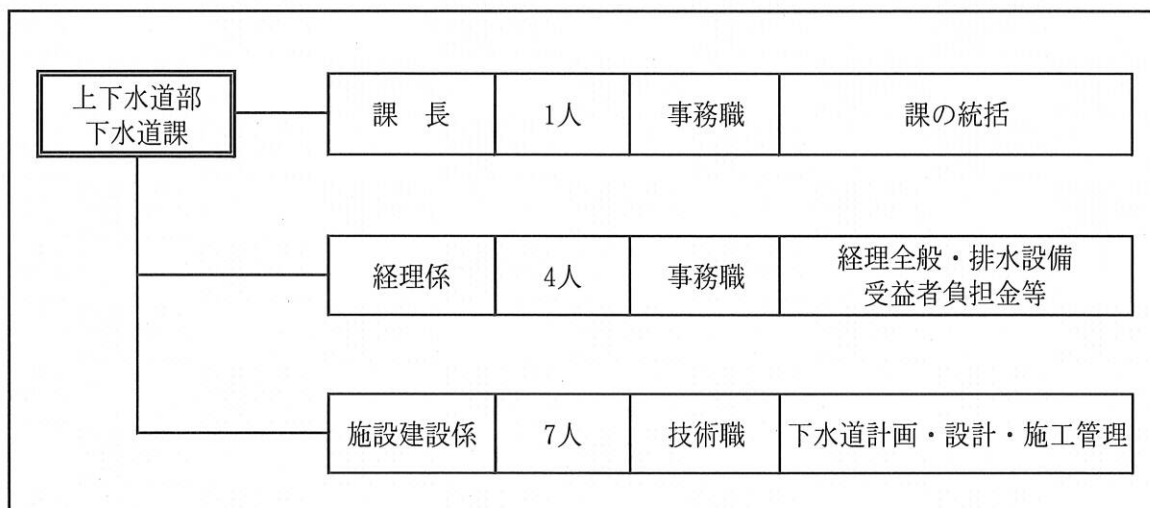 上下水道部
下水道課
課　長
1人
事務職
課の統括
経理係
4人
事務職
経理全般・排水設備
受益者負担金等
施設建設係
7人
技術職
下水道計画・設計・施工管理